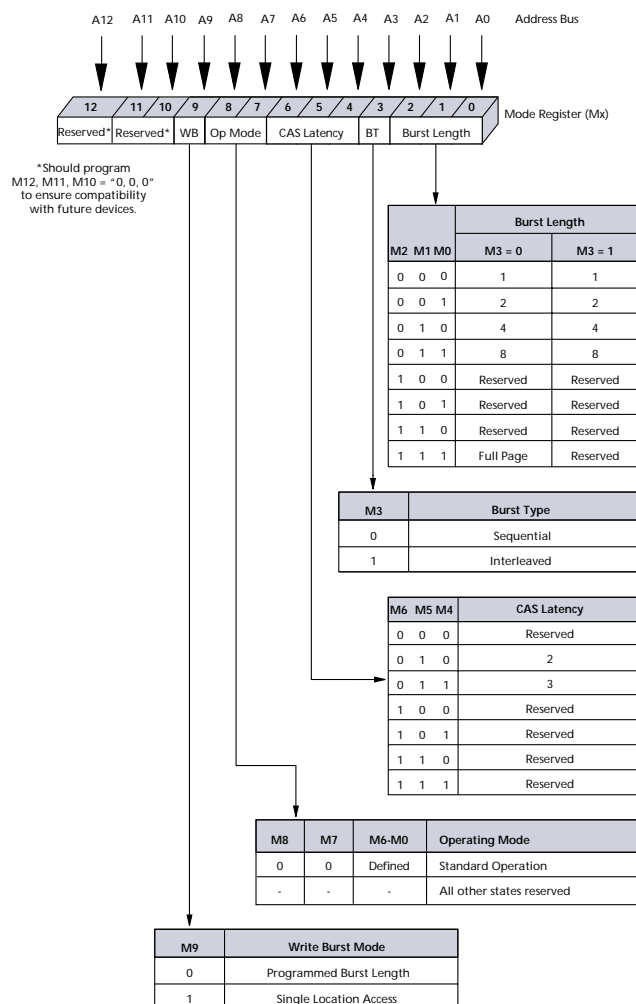 A12 A11 A10 A9 A8 A7 A6 A5 A4 A3 A2 A1 A0 Address Bus
12 11 10 9 8 7 6 5 4 3 2 1 0
Mode Register (Mx)
Reserved* Reserved* WB Op Mode CAS Latency BT Burst Length
*Should program
M12, M11, M10 = “0, 0, 0”
to ensure compatibility
with future devices.
Burst Length
M2 M1 M0 M3 = 0 M3 = 1
0 0 0 1 1
0 0 1 2 2
0 1 0 4 4
0 1 1 8 8
1 0 0 Reserved Reserved
1 0 1 Reserved Reserved
1 1 0 Reserved Reserved
1 1 1 Full Page Reserved
M3 Burst Type
0 Sequential
1 Interleaved
M6 M5 M4 CAS Latency
0 0 0 Reserved
0 1 0 2
0 1 1 3
1 0 0 Reserved
1 0 1 Reserved
1 1 0 Reserved
1 1 1 Reserved
M8 M7 M6-M0 Operating Mode
0 0 Defined Standard Operation
- - - All other states reserved
M9 Write Burst Mode
0 Programmed Burst Length
1 Single Location Access